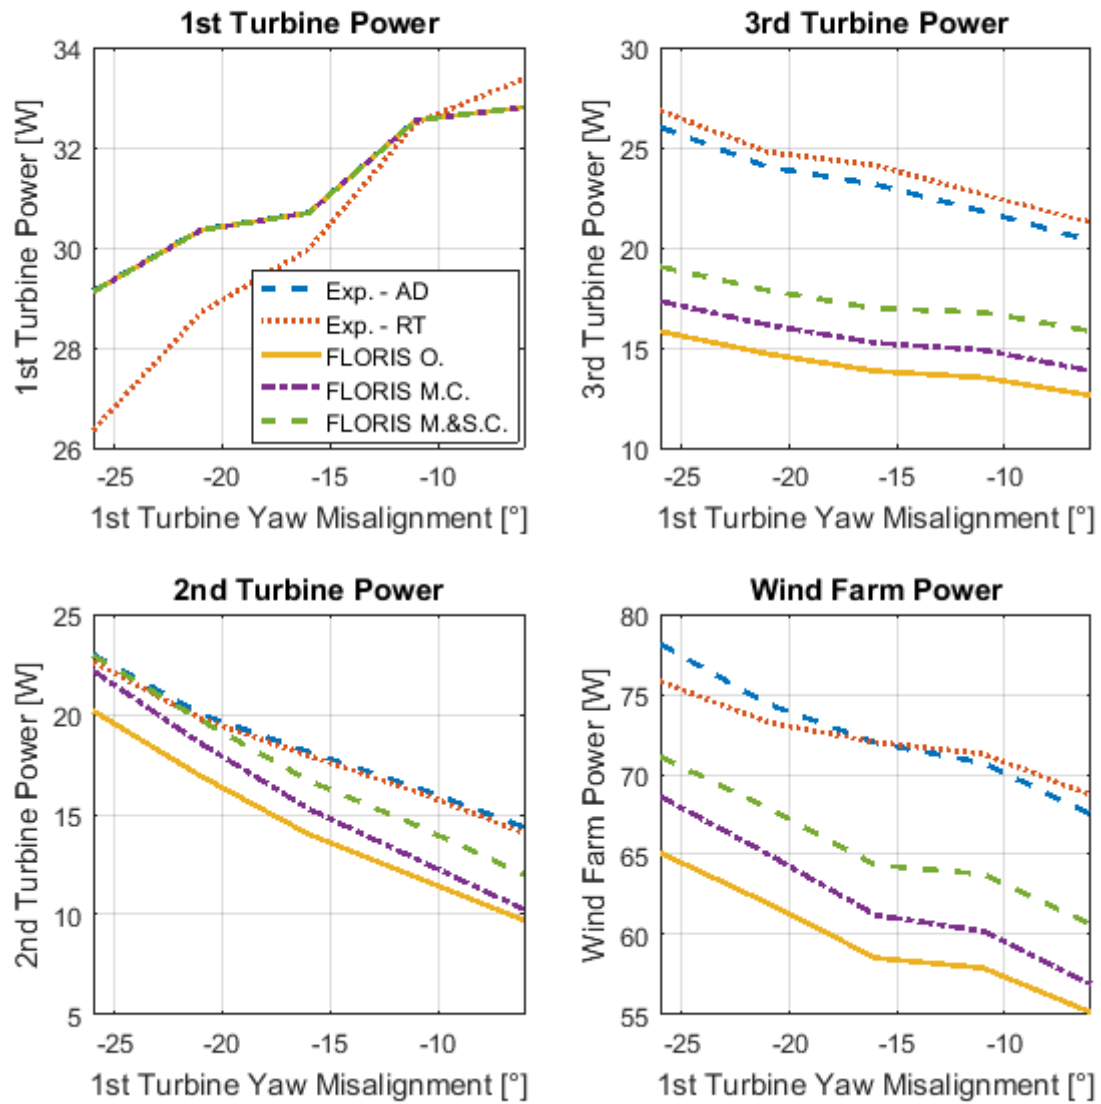 1st Turbine Power
1st Turbine Power [W]
34
32
30
28
26
-25 -20 -15 -10
1st Turbine Yaw Misalignment [°]
Exp. - AD
Exp. - RT
FLORIS O.
FLORIS M.C.
FLORIS M.&S.C.
3rd Turbine Power
3rd Turbine Power [W]
30
25
20
15
10
-25 -20 -15 -10
1st Turbine Yaw Misalignment [°]
2nd Turbine Power
2nd Turbine Power [W]
25
20
15
10
5
-25 -20 -15 -10
1st Turbine Yaw Misalignment [°]
Wind Farm Power
Wind Farm Power [W]
80
75
70
65
60
55
-25 -20 -15 -10
1st Turbine Yaw Misalignment [°]